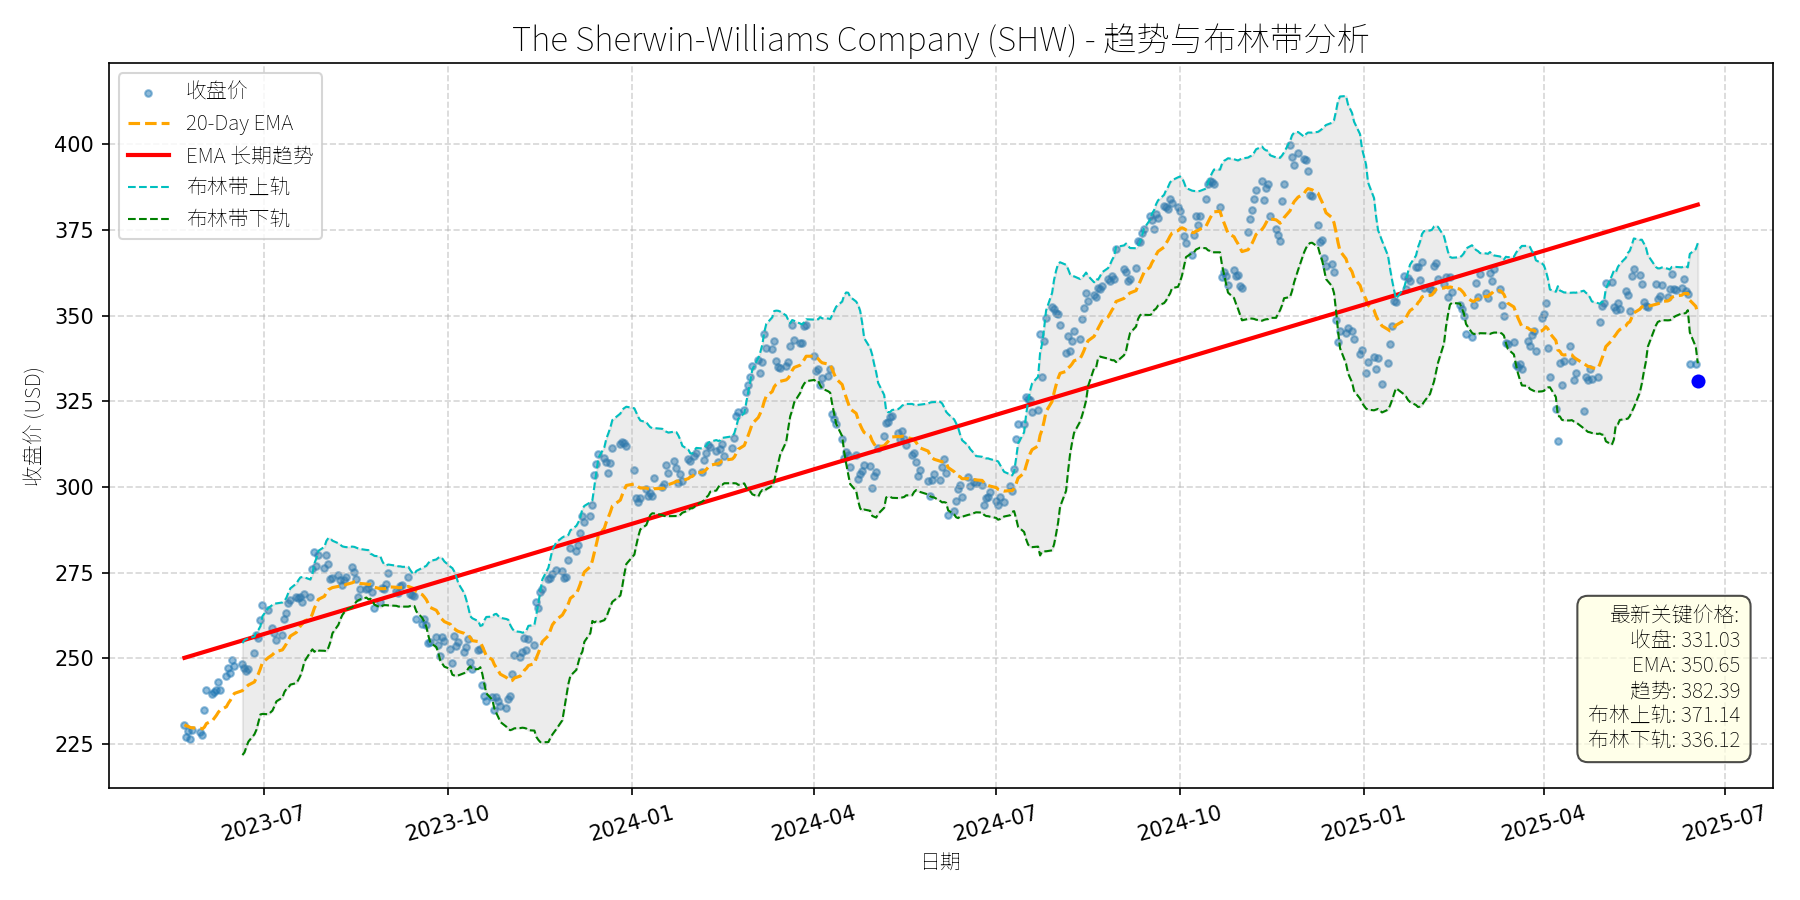 The Sherwin-Williams Company (SHW) - 趋势与布林带分析
收盘价
20-Day EMA
EMA 长期趋势
布林带上轨
布林带下轨
收盘价 (USD)
400
375
350
325
300
275
250
225
最新关键价格:
收盘: 331.03
EMA: 350.65
趋势: 382.39
布林上轨: 371.14
布林下轨: 336.12
2023-07
2023-10
2024-01
2024-04
2024-07
2024-10
2025-01
2025-04
2025-07
日期